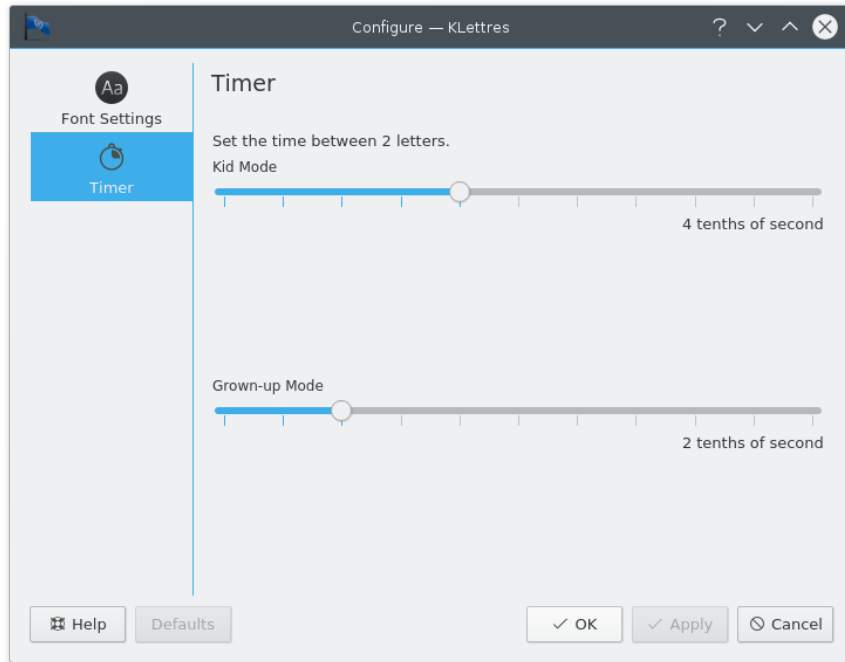 Configure — KLettres
Aa
Font Settings
Timer
Timer
Set the time between 2 letters.
Kid Mode
4 tenths of second
Grown-up Mode
2 tenths of second
Help
Defaults
OK
Apply
Cancel